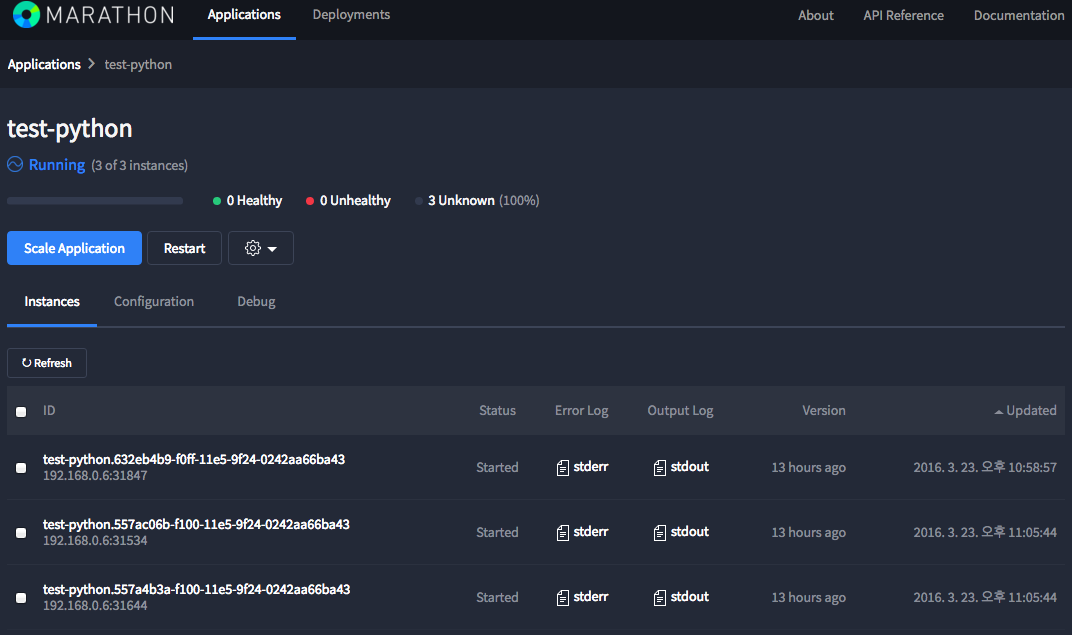 MARATHON Applications Deployments About API Reference Documentation
Applications > test-python
test-python
Running (3 of 3 instances)
0 Healthy 0 Unhealthy 3 Unknown (100%)
Scale Application Restart
Instances Configuration Debug
Refresh
ID Status Error Log Output Log Version Updated
test-python.632eb4b9-f0ff-11e5-9f24-0242aa66ba43
192.168.0.6:31847
Started stderr stdout 13 hours ago 2016. 3. 23. 오후 10:58:57
test-python.557ac06b-f100-11e5-9f24-0242aa66ba43
192.168.0.6:31534
Started stderr stdout 13 hours ago 2016. 3. 23. 오후 11:05:44
test-python.557a4b3a-f100-11e5-9f24-0242aa66ba43
192.168.0.6:31644
Started stderr stdout 13 hours ago 2016. 3. 23. 오후 11:05:44